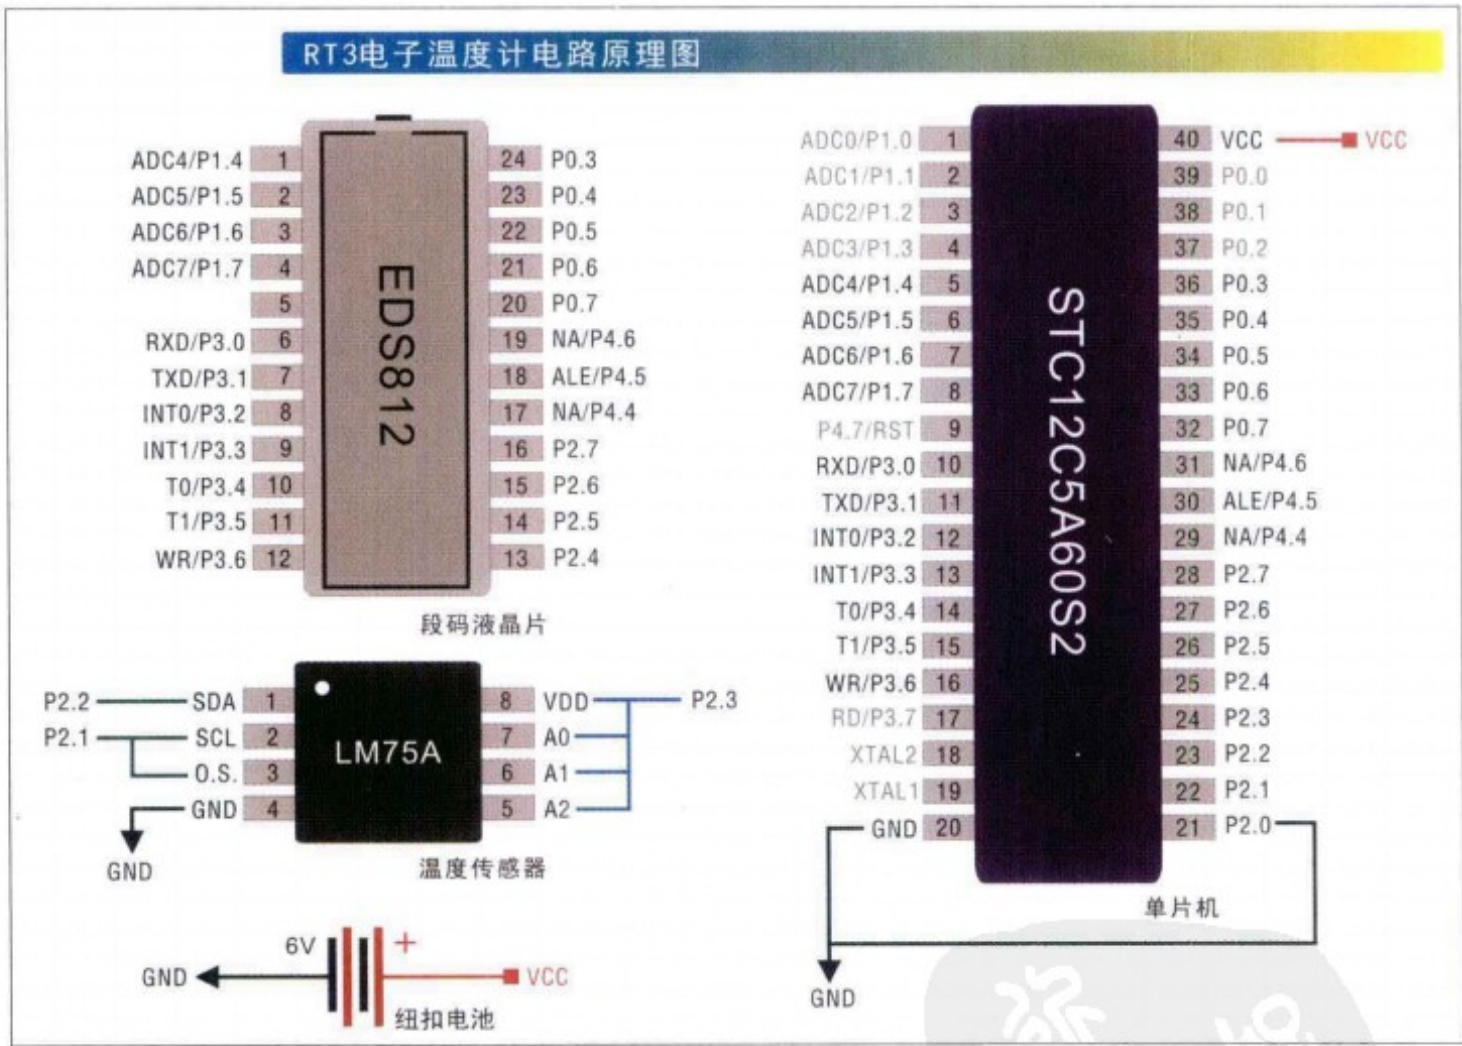 RT3电子温度计电路原理图
ADC4/P1.4 1
ADC5/P1.5 2
ADC6/P1.6 3
ADC7/P1.7 4
5
RXD/P3.0 6
TXD/P3.1 7
INT0/P3.2 8
INT1/P3.3 9
T0/P3.4 10
T1/P3.5 11
WR/P3.6 12
EDS812
24 P0.3
23 P0.4
22 P0.5
21 P0.6
20 P0.7
19 NA/P4.6
18 ALE/P4.5
17 NA/P4.4
16 P2.7
15 P2.6
14 P2.5
13 P2.4
段码液晶片
P2.2 SDA 1
P2.1 SCL 2
O.S. 3
GND 4
GND
LM75A
8 VDD P2.3
7 A0
6 A1
5 A2
温度传感器
6V +
GND VCC
纽扣电池
ADC0/P1.0 1
ADC1/P1.1 2
ADC2/P1.2 3
ADC3/P1.3 4
ADC4/P1.4 5
ADC5/P1.5 6
ADC6/P1.6 7
ADC7/P1.7 8
P4.7/RST 9
RXD/P3.0 10
TXD/P3.1 11
INT0/P3.2 12
INT1/P3.3 13
T0/P3.4 14
T1/P3.5 15
WR/P3.6 16
RD/P3.7 17
XTAL2 18
XTAL1 19
GND 20
STC12C5A60S2
40 VCC VCC
39 P0.0
38 P0.1
37 P0.2
36 P0.3
35 P0.4
34 P0.5
33 P0.6
32 P0.7
31 NA/P4.6
30 ALE/P4.5
29 NA/P4.4
28 P2.7
27 P2.6
26 P2.5
25 P2.4
24 P2.3
23 P2.2
22 P2.1
21 P2.0
单片机
GND